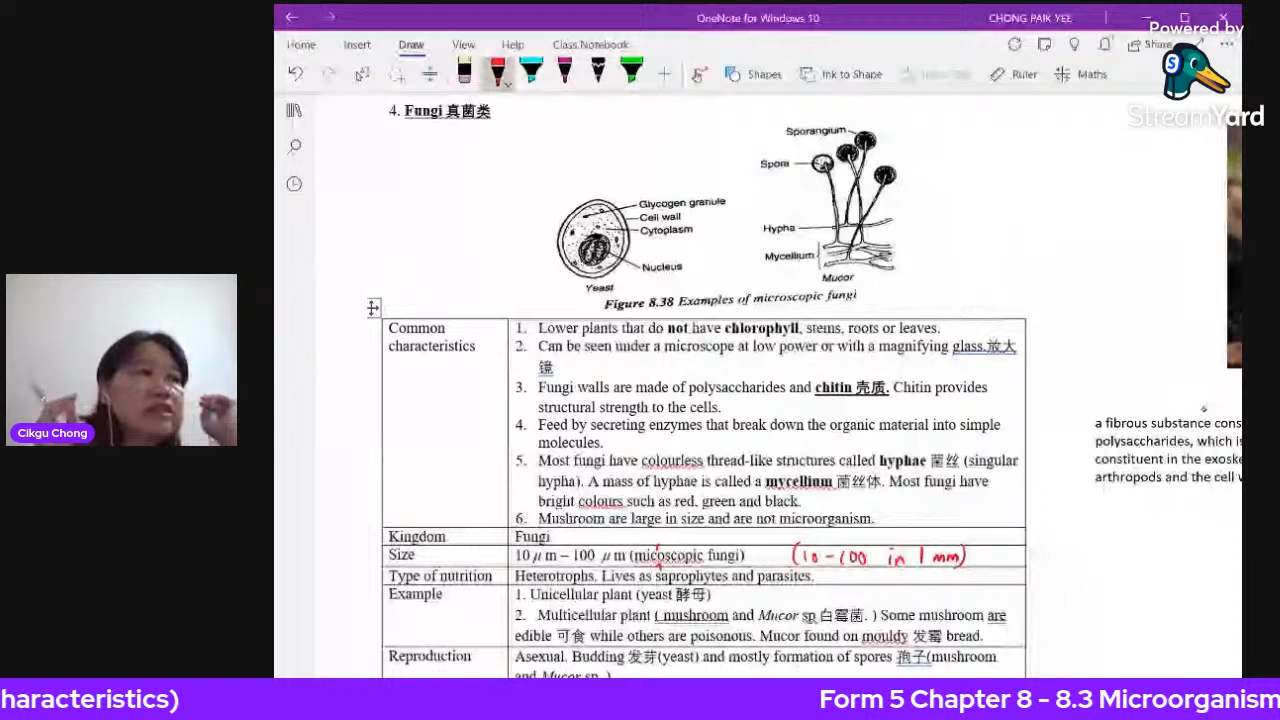 OneNote for Windows 10
CHONG PAIK YEE
Powered by
StreamYard
Home Insert Draw View Help Class Notebook
Share
Shapes Ink to Shape Ruler Maths
4. Fungi 真菌类
Sporangium
Spora
Hypha
Mycellium
Mucor
Glycogen granule
Cell wall
Cytoplasm
Nucleus
Yeast
Figure 8.38 Examples of microscopic fungi
Common characteristics
1. Lower plants that do not have chlorophyll, stems, roots or leaves.
2. Can be seen under a microscope at low power or with a magnifying glass.放大
镜
3. Fungi walls are made of polysaccharides and chitin 壳质. Chitin provides
structural strength to the cells.
4. Feed by secreting enzymes that break down the organic material into simple
molecules.
5. Most fungi have colourless thread-like structures called hyphae 菌丝 (singular
hypha). A mass of hyphae is called a mycellium 菌丝体. Most fungi have
bright colours such as red, green and black.
6. Mushroom are large in size and are not microorganism.
Kingdom Fungi
Size 10 μ m – 100 μ m (micoscopic fungi) (10 - 100 in 1 mm)
Type of nutrition Heterotrophs. Lives as saprophytes and parasites.
Example 1. Unicellular plant (yeast 酵母)
2. Multicellular plant ( mushroom and Mucor sp 白霉菌. ) Some mushroom are
edible 可食 while others are poisonous. Mucor found on mouldy 发霉 bread.
Reproduction Asexual. Budding 发芽(yeast) and mostly formation of spores 孢子(mushroom
and Mucor sp. )
a fibrous substance cons
polysaccharides, which i
constituent in the exoske
arthropods and the cell w
Cikgu Chong
haracteristics)
Form 5 Chapter 8 - 8.3 Microorganism